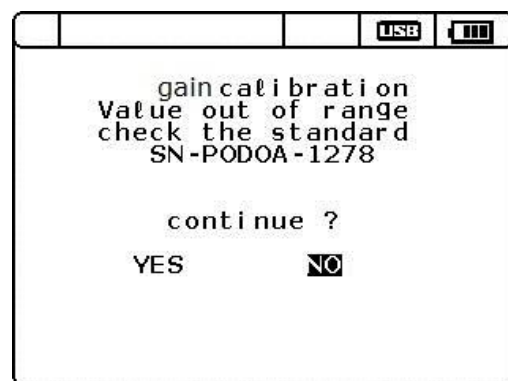 USB
gain calibration
Value out of range
check the standard
SN-PODOA-1278
continue ?
YES NO